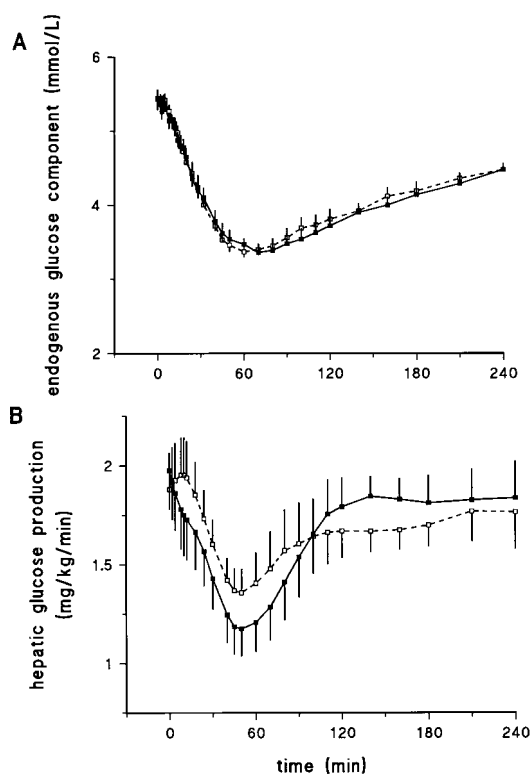 A
endogenous glucose component (mmol/L)
6
4
2
0 60 120 180 240
B
hepatic glucose production
(mg/kg/min)
2
1.5
1
0 60 120 180 240
time (min)